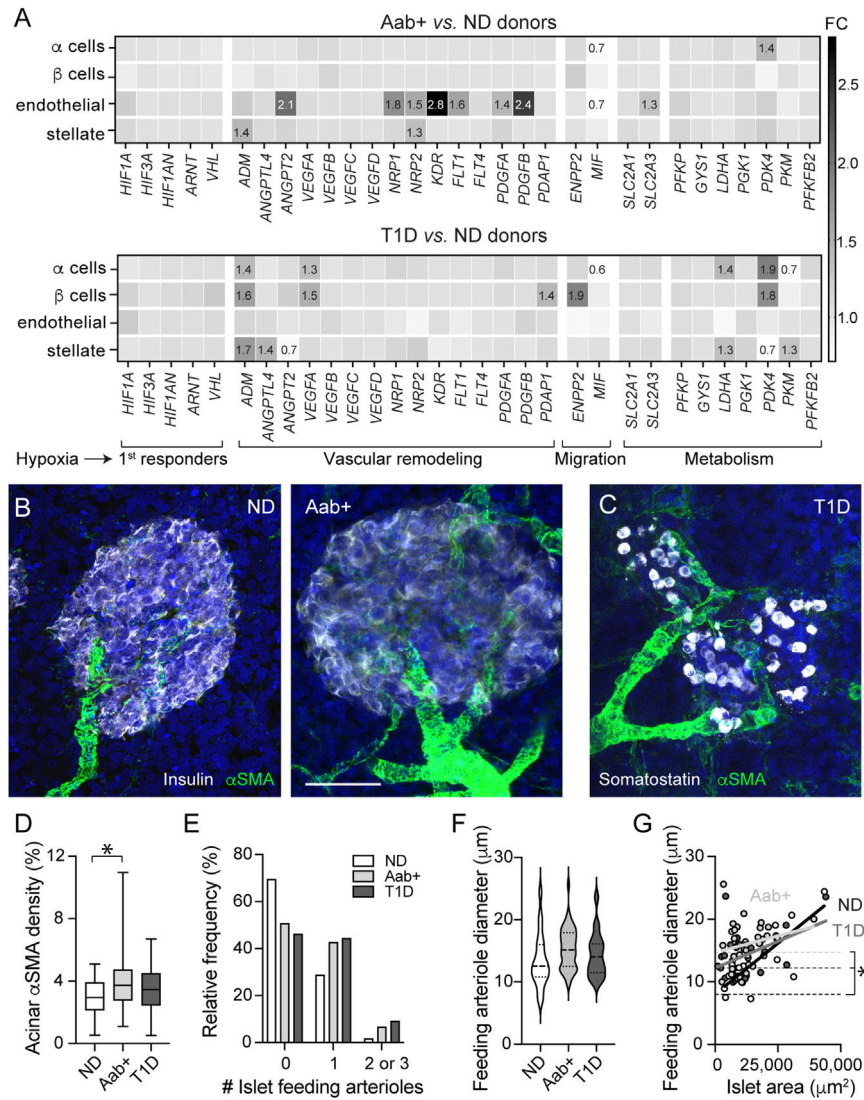 A
Aab+ vs. ND donors
FC
α cells
0.7
1.4
β cells
endothelial
2.1
1.8
1.5
2.8
1.6
1.4
2.4
0.7
1.3
stellate
1.4
1.3
2.5
2.0
1.5
1.0
HIF1A
HIF3A
HIF1AN
ARNT
VHL
ADM
ANGPTL4
ANGPT2
VEGFA
VEGFB
VEGFC
VEGFD
NRP1
NRP2
KDR
FLT1
FLT4
PDGFA
PDGFB
PDAP1
ENPP2
MIF
SLC2A1
SLC2A3
PFKP
GYS1
LDHA
PGK1
PDK4
PKM
PFKFB2
T1D vs. ND donors
α cells
1.4
1.3
0.6
1.4
1.9
0.7
β cells
1.6
1.5
1.4
1.9
1.8
endothelial
stellate
1.7
1.4
0.7
1.3
0.7
1.3
HIF1A
HIF3A
HIF1AN
ARNT
VHL
ADM
ANGPTL4
ANGPT2
VEGFA
VEGFB
VEGFC
VEGFD
NRP1
NRP2
KDR
FLT1
FLT4
PDGFA
PDGFB
PDAP1
ENPP2
MIF
SLC2A1
SLC2A3
PFKP
GYS1
LDHA
PGK1
PDK4
PKM
PFKFB2
Hypoxia → 1st responders
Vascular remodeling
Migration
Metabolism
B
ND
Insulin αSMA
Aab+
C
T1D
Somatostatin αSMA
D
Acinar αSMA density (%)
12
8
4
0
*
ND
Aab+
T1D
E
Relative frequency (%)
80
60
40
20
0
ND
Aab+
T1D
0
1
2 or 3
# Islet feeding arterioles
F
Feeding arteriole diameter (μm)
30
20
10
0
ND
Aab+
T1D
G
Feeding arteriole diameter (μm)
30
20
10
0
Aab+
ND
T1D
*
0
25,000
50,000
Islet area (μm²)